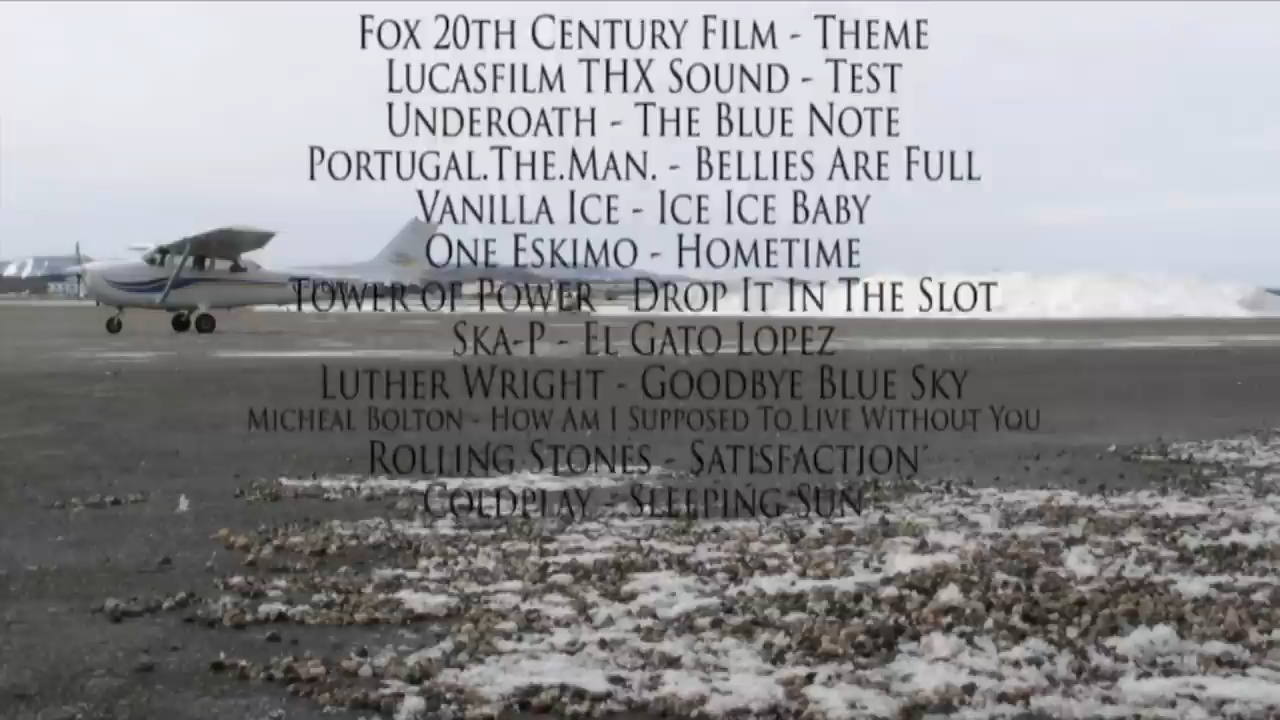 Fox 20th Century Film - Theme
Lucasfilm THX Sound - Test
Underoath - The Blue Note
Portugal.The.Man. - Bellies Are Full
Vanilla Ice - Ice Ice Baby
One Eskimo - Hometime
Tower of Power - Drop It In The Slot
Ska-P - El Gato Lopez
Luther Wright - Goodbye Blue Sky
Micheal Bolton - How Am I Supposed To Live Without You
Rolling Stones - Satisfaction
Coldplay - Sleeping Sun